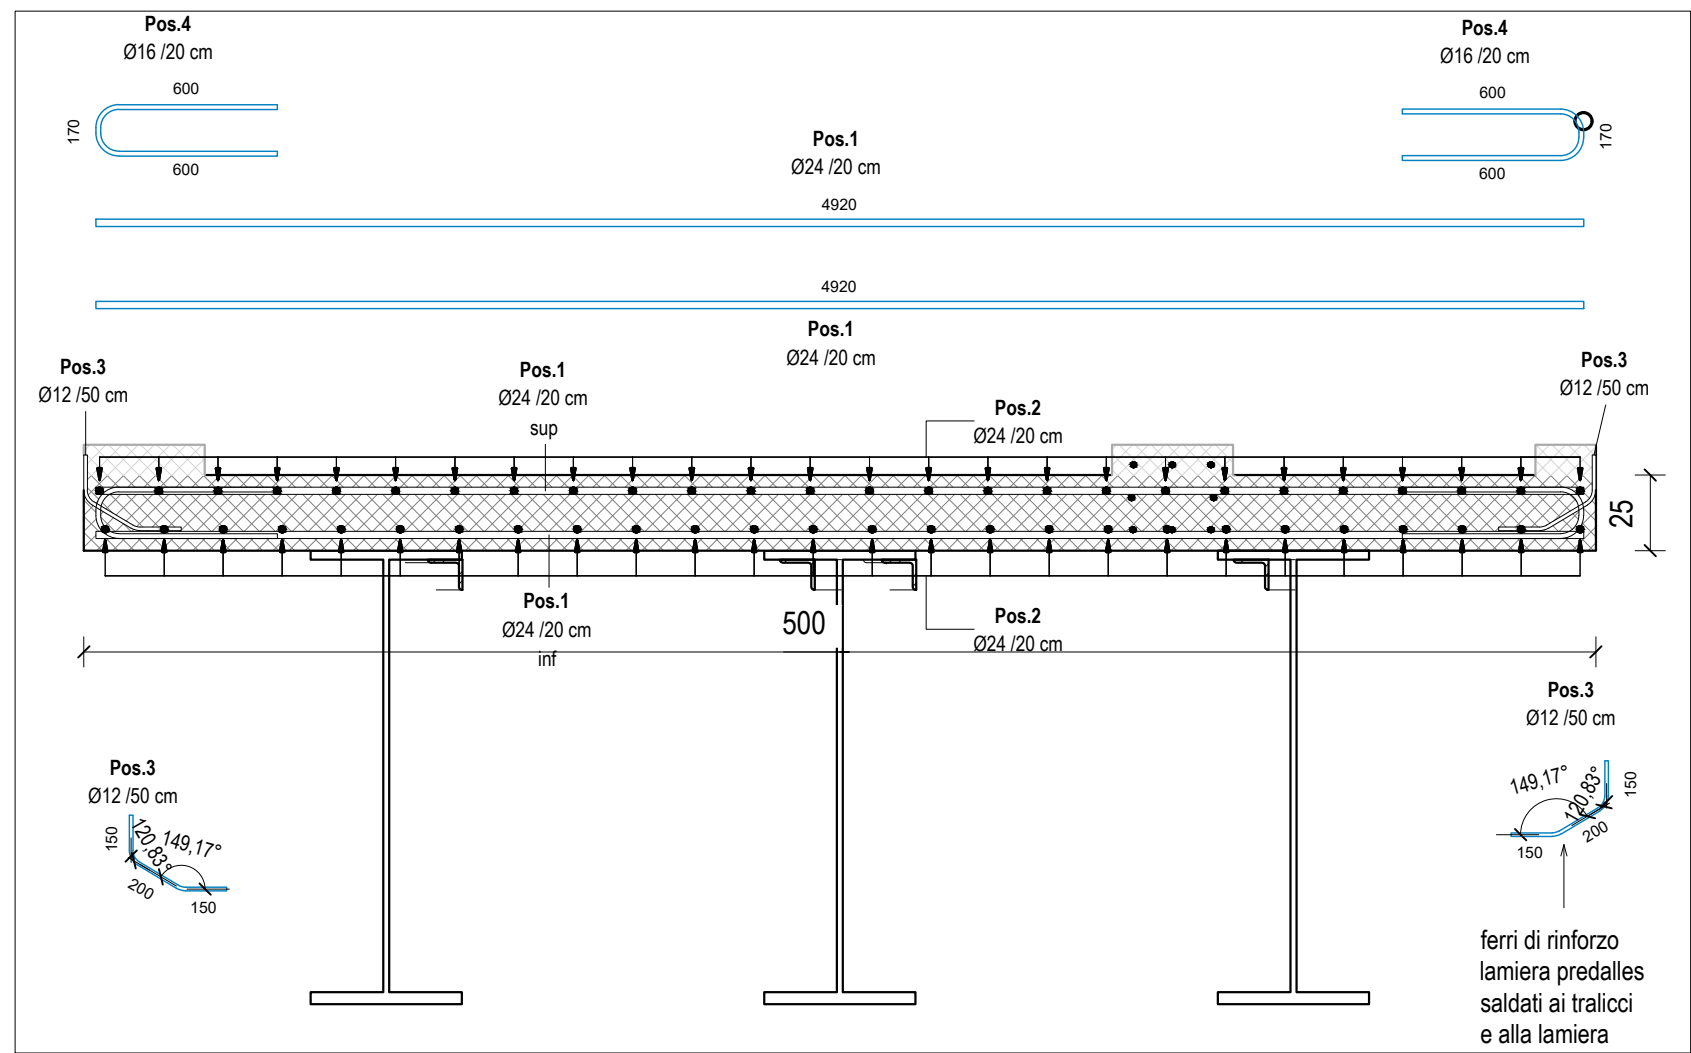 Pos.4
Ø16 /20 cm
600
170
600
Pos.4
Ø16 /20 cm
600
170
600
Pos.1
Ø24 /20 cm
4920
4920
Pos.1
Ø24 /20 cm
Pos.3
Ø12 /50 cm
Pos.1
Ø24 /20 cm
sup
Pos.2
Ø24 /20 cm
Pos.3
Ø12 /50 cm
25
Pos.1
Ø24 /20 cm
inf
500
Pos.2
Ø24 /20 cm
Pos.3
Ø12 /50 cm
150
120,83°
149,17°
200
150
Pos.3
Ø12 /50 cm
149,17°
120,83°
150
200
150
ferri di rinforzo
lamiera predalles
saldati ai tralicci
e alla lamiera